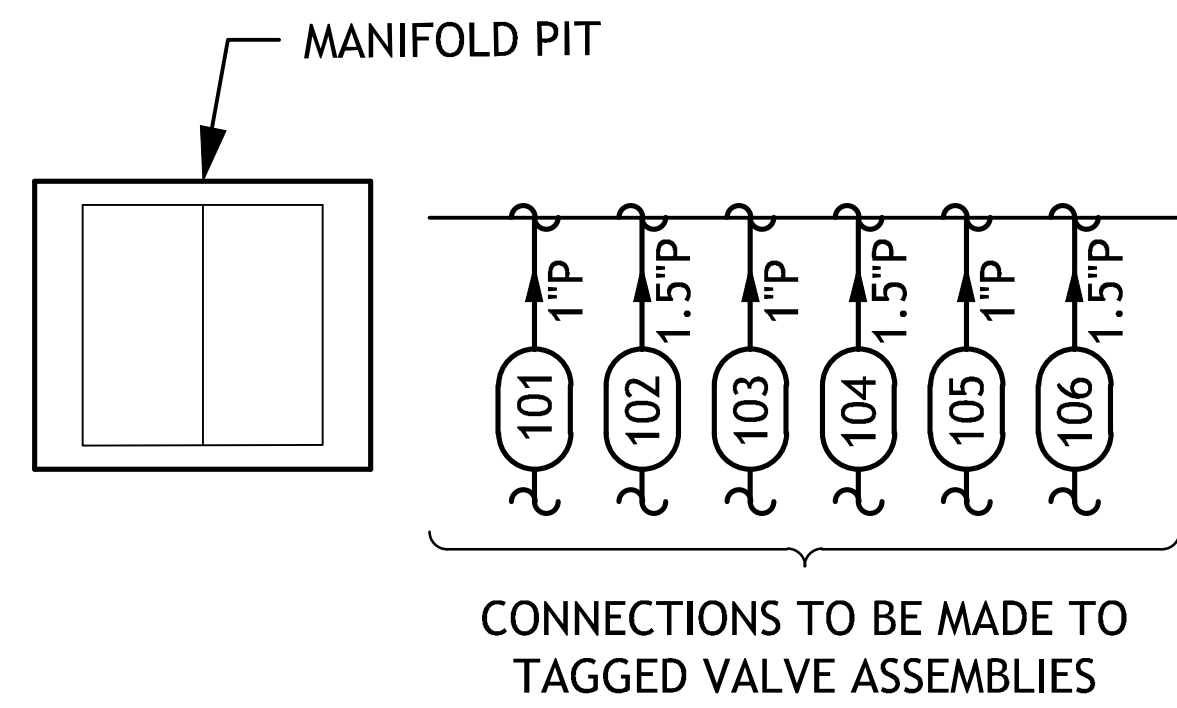 MANIFOLD PIT
1"P
1.5"P
1"P
1.5"P
1"P
1.5"P
101
102
103
104
105
106
CONNECTIONS TO BE MADE TO
TAGGED VALVE ASSEMBLIES